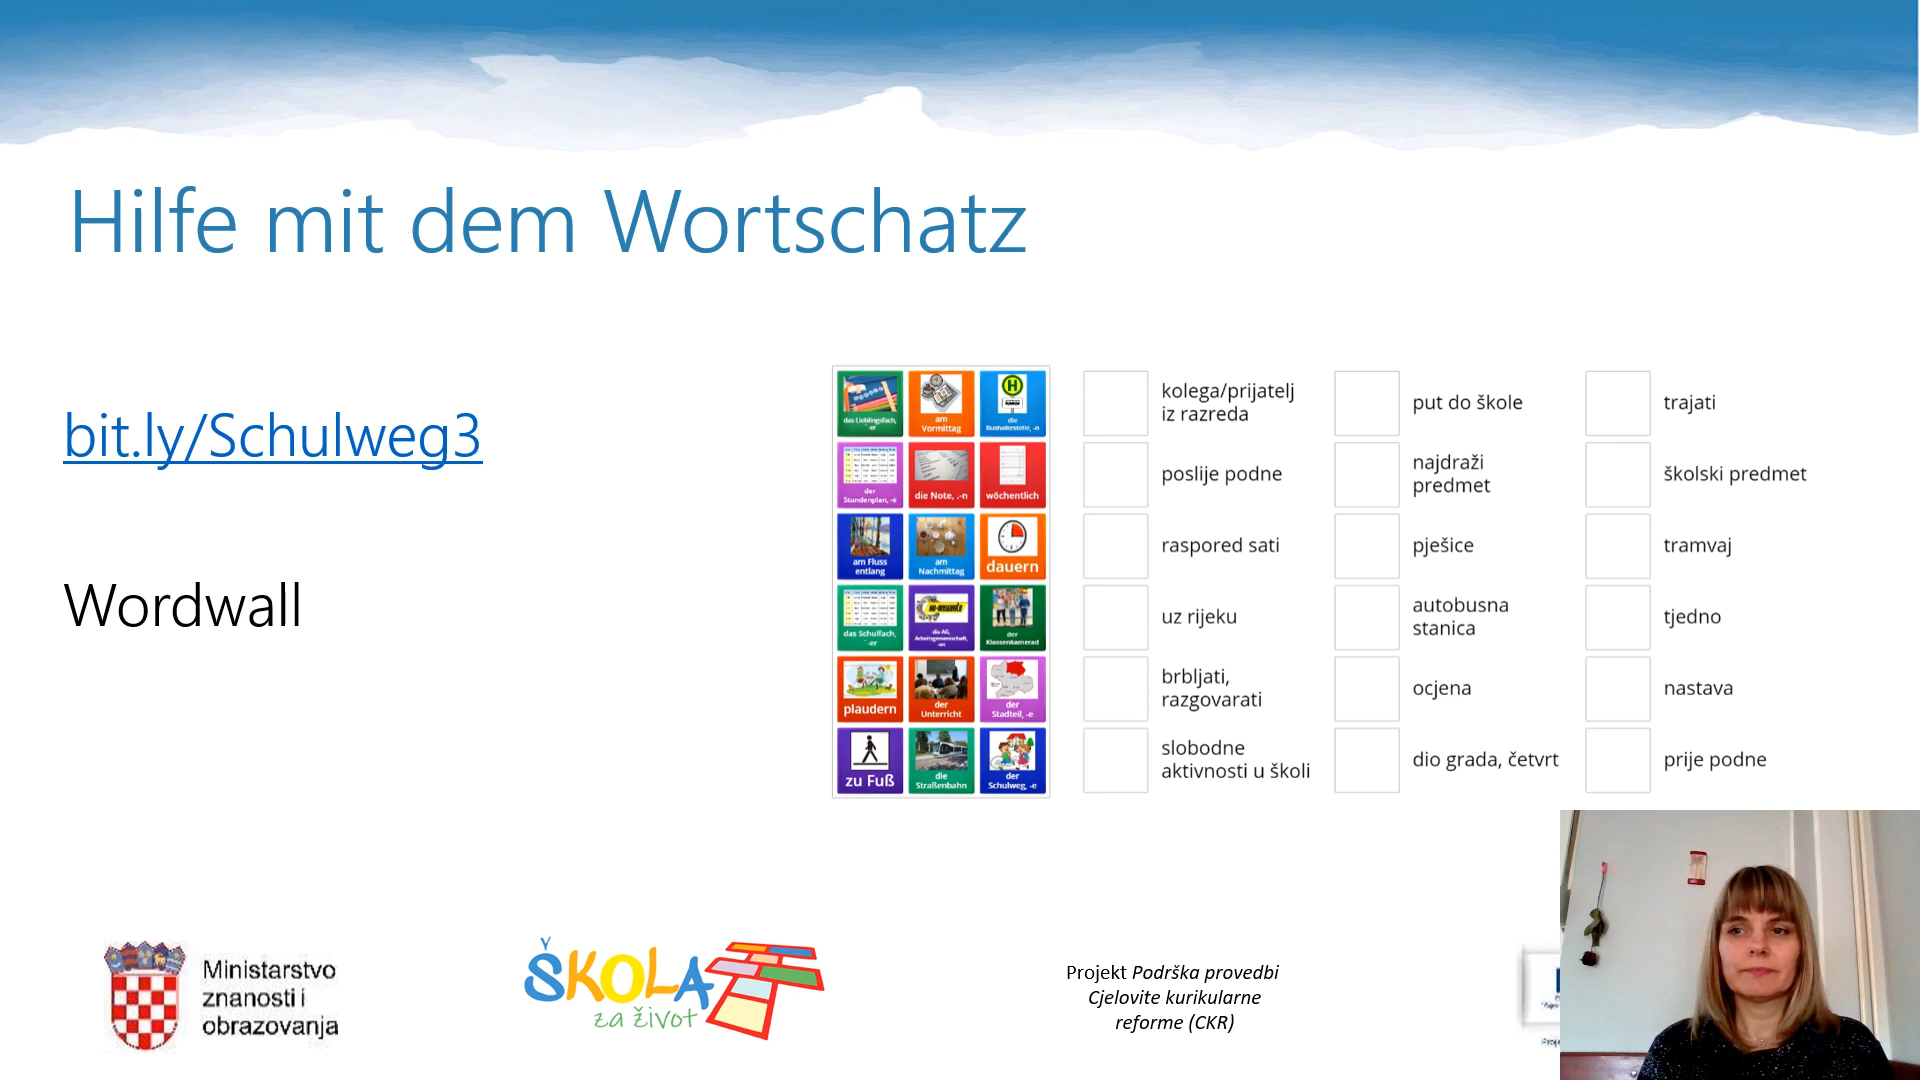 Hilfe mit dem Wortschatz
bit.ly/Schulweg3
Wordwall
das Lieblingsfach,
¨-er
am
Vormittag
die
Bushaltestelle, -n
der
Stundenplan, -e
die Note, .-n
wöchentlich
am Fluss
entlang
am
Nachmittag
dauern
das Schulfach,
¨-er
die AG,
Arbeitsgemeinschaft,
-en
der
Klassenkamerad
plaudern
der
Unterricht
der
Stadteil, -e
zu Fuß
die
Straßenbahn
der
Schulweg, -e
kolega/prijatelj
iz razreda
put do škole
trajati
poslije podne
najdraži
predmet
školski predmet
raspored sati
pješice
tramvaj
uz rijeku
autobusna
stanica
tjedno
brbljati,
razgovarati
ocjena
nastava
slobodne
aktivnosti u školi
dio grada, četvrt
prije podne
Ministarstvo
znanosti i
obrazovanja
ŠKOLA
za život
Projekt Podrška provedbi
Cjelovite kurikularne
reforme (CKR)